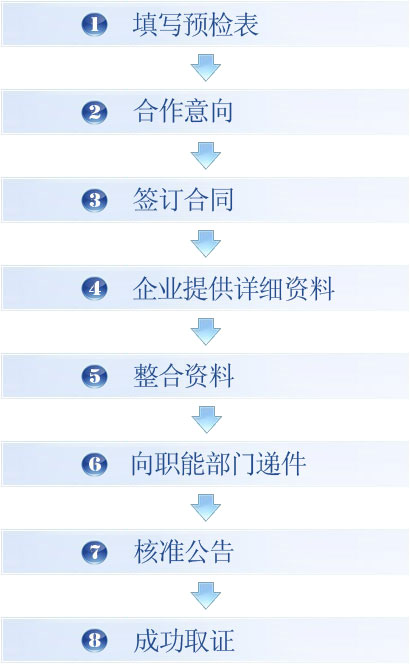 1 填写预检表
2 合作意向
3 签订合同
4 企业提供详细资料
5 整合资料
6 向职能部门递件
7 核准公告
8 成功取证